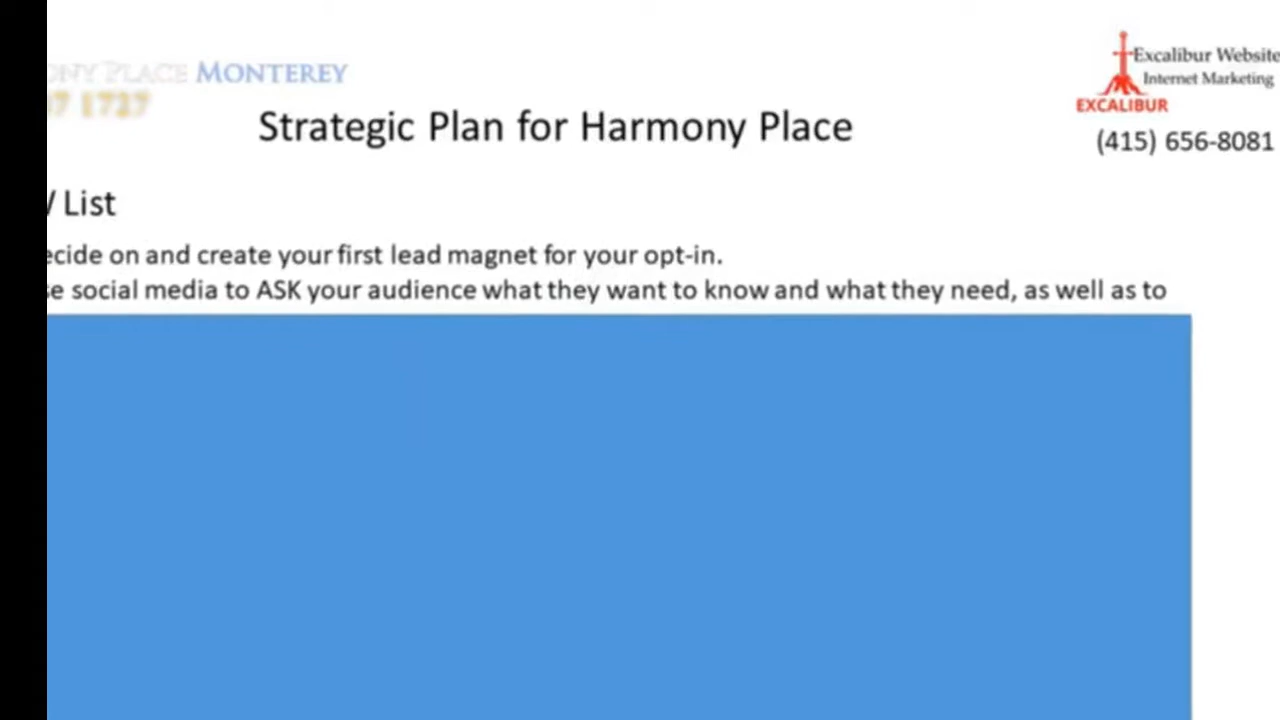 ONY PLACE MONTEREY
7 1727
Excalibur Website
Internet Marketing
EXCALIBUR
(415) 656-8081
Strategic Plan for Harmony Place
List
ecide on and create your first lead magnet for your opt-in.
e social media to ASK your audience what they want to know and what they need, as well as to